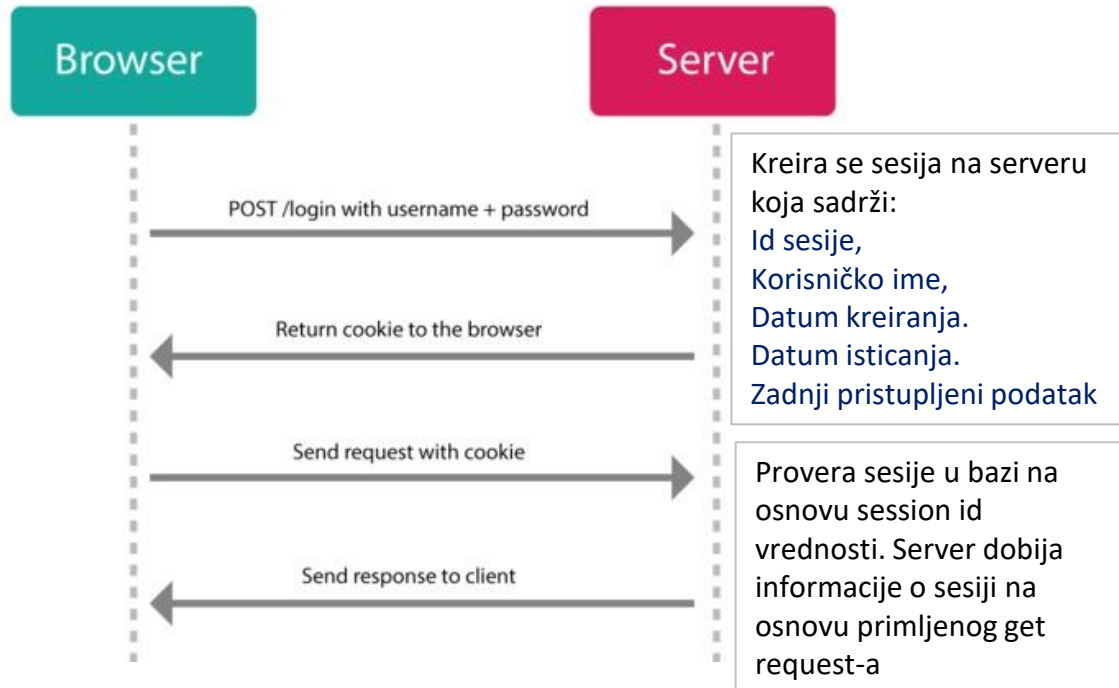 Browser
Server
POST /login with username + password
Return cookie to the browser
Send request with cookie
Send response to client
Kreira se sesija na serveru
koja sadrži:
Id sesije,
Korisničko ime,
Datum kreiranja.
Datum isticanja.
Zadnji pristupljeni podatak
Provera sesije u bazi na
osnovu session id
vrednosti. Server dobija
informacije o sesiji na
osnovu primljenog get
request-a